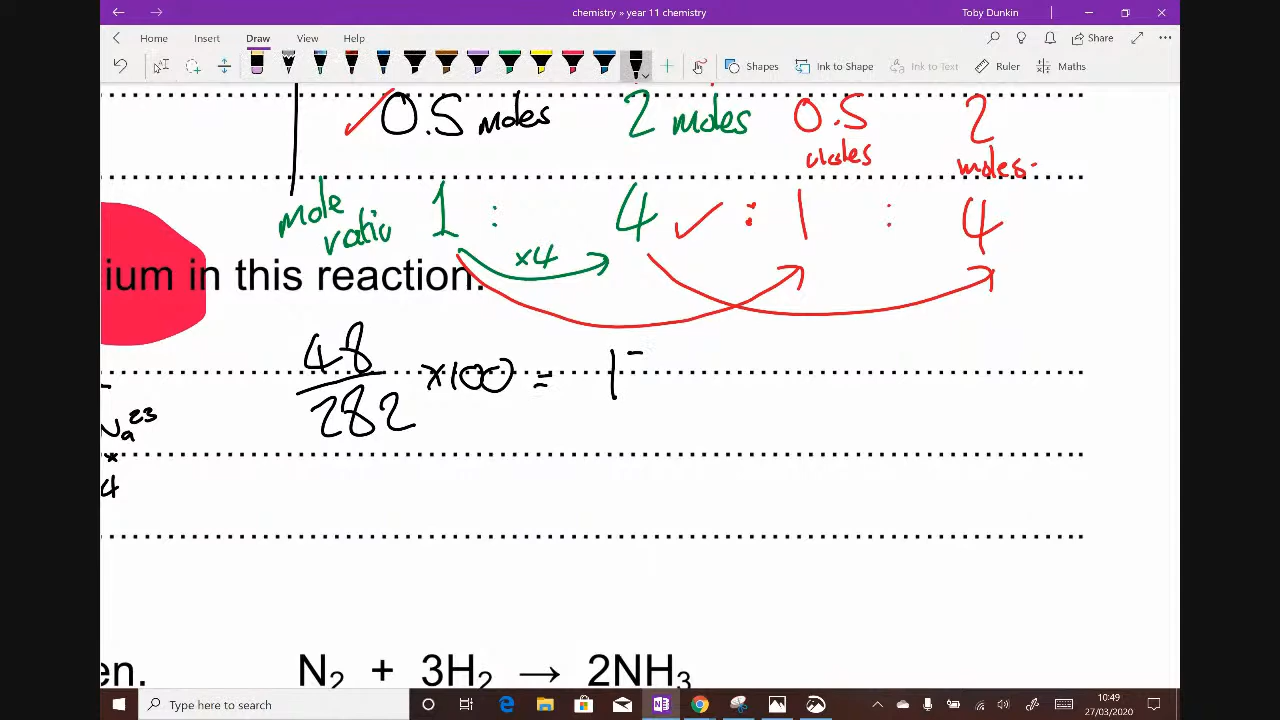 chemistry » year 11 chemistry
Toby Dunkin
Home Insert Draw View Help
Share
Shapes Ink to Shape Ink to Text Ruler Maths
0.5 moles 2 moles 0.5 moles 2 moles.
mole ratio 1 : 4 : 1 : 4
×4
ium in this reaction.
48
282
×100 = 1
Na 23
×
4
en. N2 + 3H2 → 2NH3
Type here to search
10:49
27/03/2020